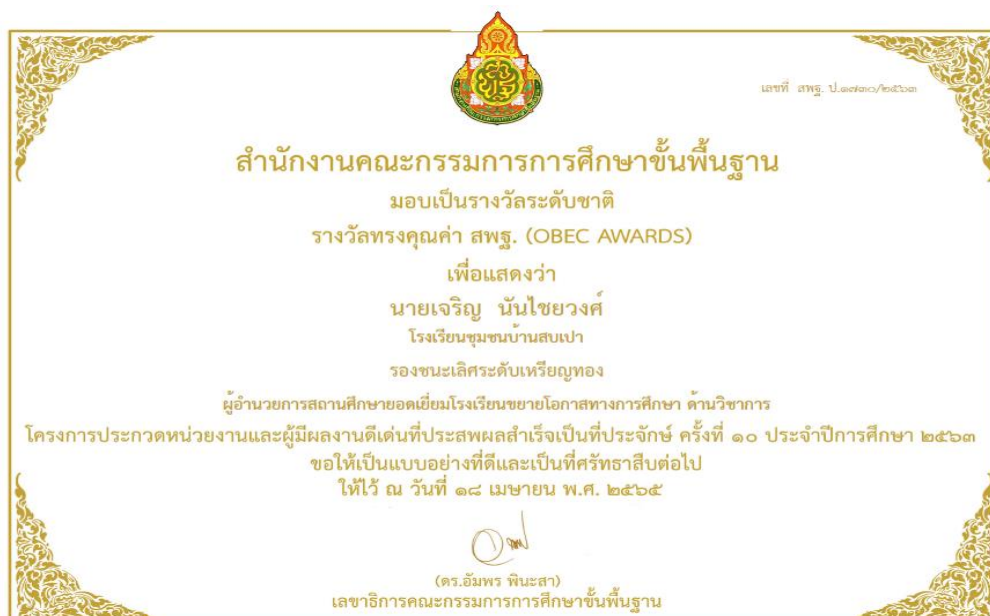 เลขที่ สพฐ. ป.๑๗๓๐/๒๕๖๓
สำนักงานคณะกรรมการการศึกษาขั้นพื้นฐาน
มอบเป็นรางวัลระดับชาติ
รางวัลทรงคุณค่า สพฐ. (OBEC AWARDS)
เพื่อแสดงว่า
นายเจริญ นันไชยวงศ์
โรงเรียนชุมชนบ้านสบเปา
รองชนะเลิศระดับเหรียญทอง
ผู้อำนวยการสถานศึกษายอดเยี่ยมโรงเรียนขยายโอกาสทางการศึกษา ด้านวิชาการ
โครงการประกวดหน่วยงานและผู้มีผลงานดีเด่นที่ประสพผลสำเร็จเป็นที่ประจักษ์ ครั้งที่ ๑๐ ประจำปีการศึกษา ๒๕๖๓
ขอให้เป็นแบบอย่างที่ดีและเป็นที่ศรัทธาสืบต่อไป
ให้ไว้ ณ วันที่ ๑๘ เมษายน พ.ศ. ๒๕๖๕
(ดร.อัมพร พินะสา)
เลขาธิการคณะกรรมการการศึกษาขั้นพื้นฐาน